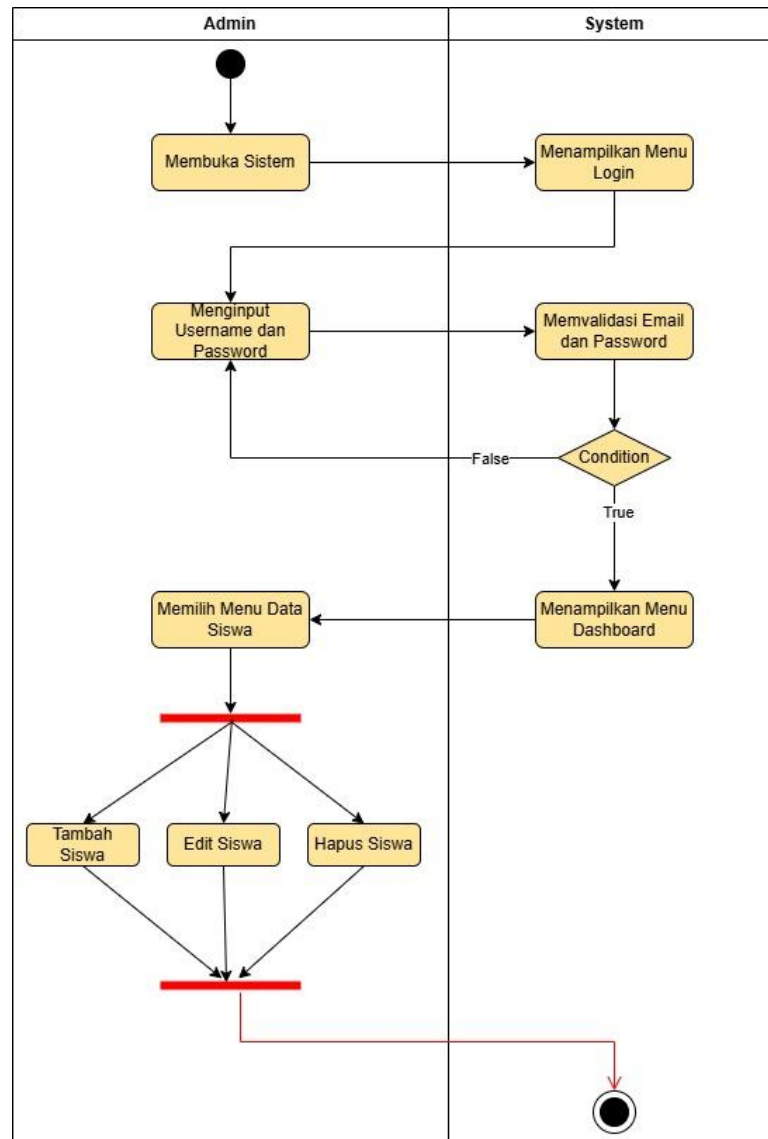 Admin
System
Membuka Sistem
Menampilkan Menu
Login
Menginput
Username dan
Password
Memvalidasi Email
dan Password
False
Condition
True
Memilih Menu Data
Siswa
Menampilkan Menu
Dashboard
Tambah
Siswa
Edit Siswa
Hapus Siswa